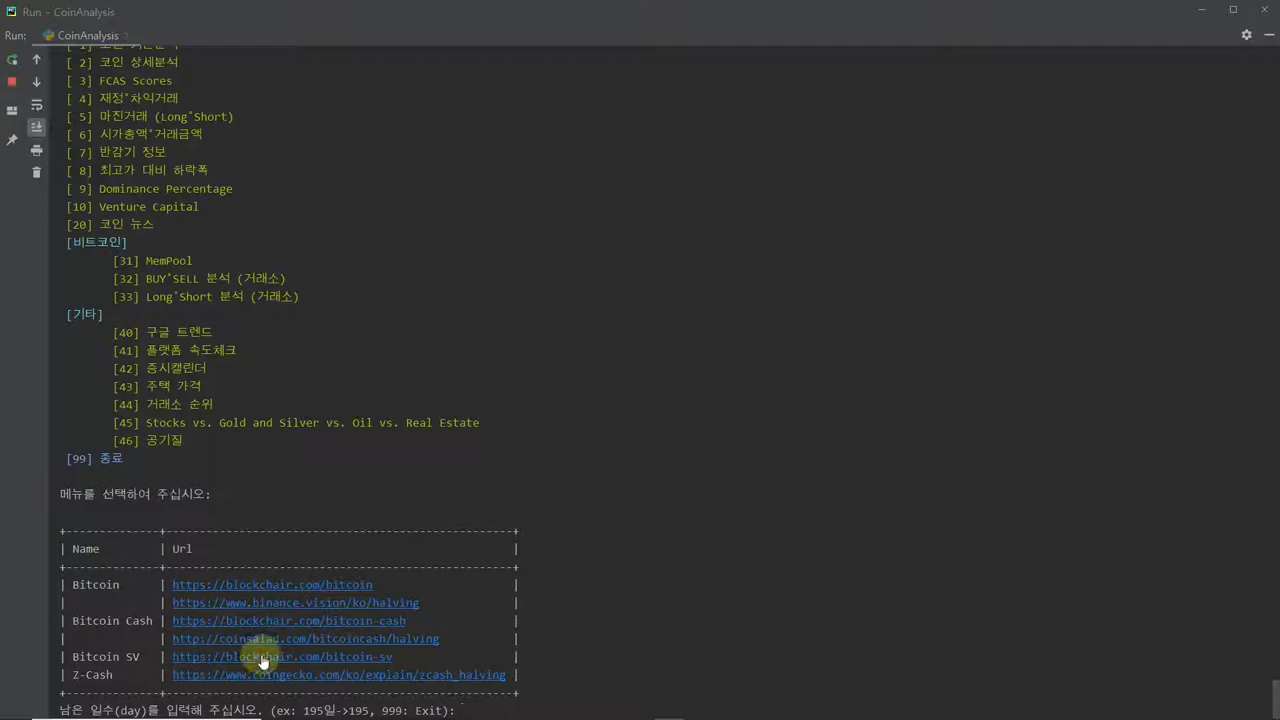 Run - CoinAnalysis
Run: CoinAnalysis
[ 2] 코인 상세분석
[ 3] FCAS Scores
[ 4] 재정˚차익거래
[ 5] 마진거래 (Long˚Short)
[ 6] 시가총액˚거래금액
[ 7] 반감기 정보
[ 8] 최고가 대비 하락폭
[ 9] Dominance Percentage
[10] Venture Capital
[20] 코인 뉴스
[비트코인]
[31] MemPool
[32] BUY˚SELL 분석 (거래소)
[33] Long˚Short 분석 (거래소)
[기타]
[40] 구글 트렌드
[41] 플랫폼 속도체크
[42] 증시캘린더
[43] 주택 가격
[44] 거래소 순위
[45] Stocks vs. Gold and Silver vs. Oil vs. Real Estate
[46] 공기질
[99] 종료
메뉴를 선택하여 주십시오:
+-------------+---------------------------------------------------+
| Name | Url |
+-------------+---------------------------------------------------+
| Bitcoin | https://blockchair.com/bitcoin |
| | https://www.binance.vision/ko/halving |
| Bitcoin Cash | https://blockchair.com/bitcoin-cash |
| | http://coinsalad.com/bitcoincash/halving |
| Bitcoin SV | https://blockchair.com/bitcoin-sv |
| Z-Cash | https://www.coingecko.com/ko/explain/zcash_halving |
+-------------+---------------------------------------------------+
남은 일수(day)를 입력해 주십시오. (ex: 195일->195, 999: Exit):